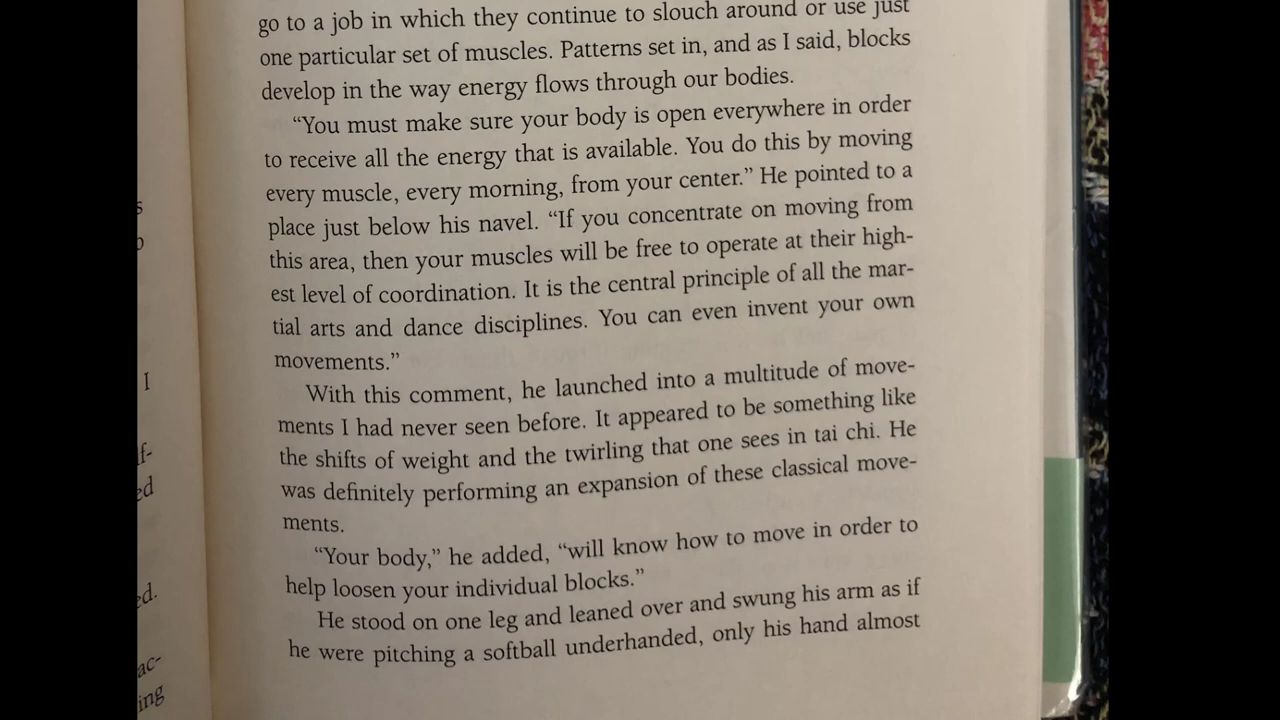 go to a job in which they continue to slouch around or use just
one particular set of muscles. Patterns set in, and as I said, blocks
develop in the way energy flows through our bodies.
“You must make sure your body is open everywhere in order
to receive all the energy that is available. You do this by moving
every muscle, every morning, from your center.” He pointed to a
place just below his navel. “If you concentrate on moving from
this area, then your muscles will be free to operate at their high-
est level of coordination. It is the central principle of all the mar-
tial arts and dance disciplines. You can even invent your own
movements.”
With this comment, he launched into a multitude of move-
ments I had never seen before. It appeared to be something like
the shifts of weight and the twirling that one sees in tai chi. He
was definitely performing an expansion of these classical move-
ments.
“Your body,” he added, “will know how to move in order to
help loosen your individual blocks.”
He stood on one leg and leaned over and swung his arm as if
he were pitching a softball underhanded, only his hand almost